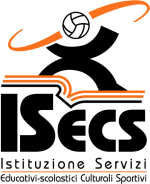 ISECS
Istituzione Servizi
Educativi-scolastici Culturali Sportivi